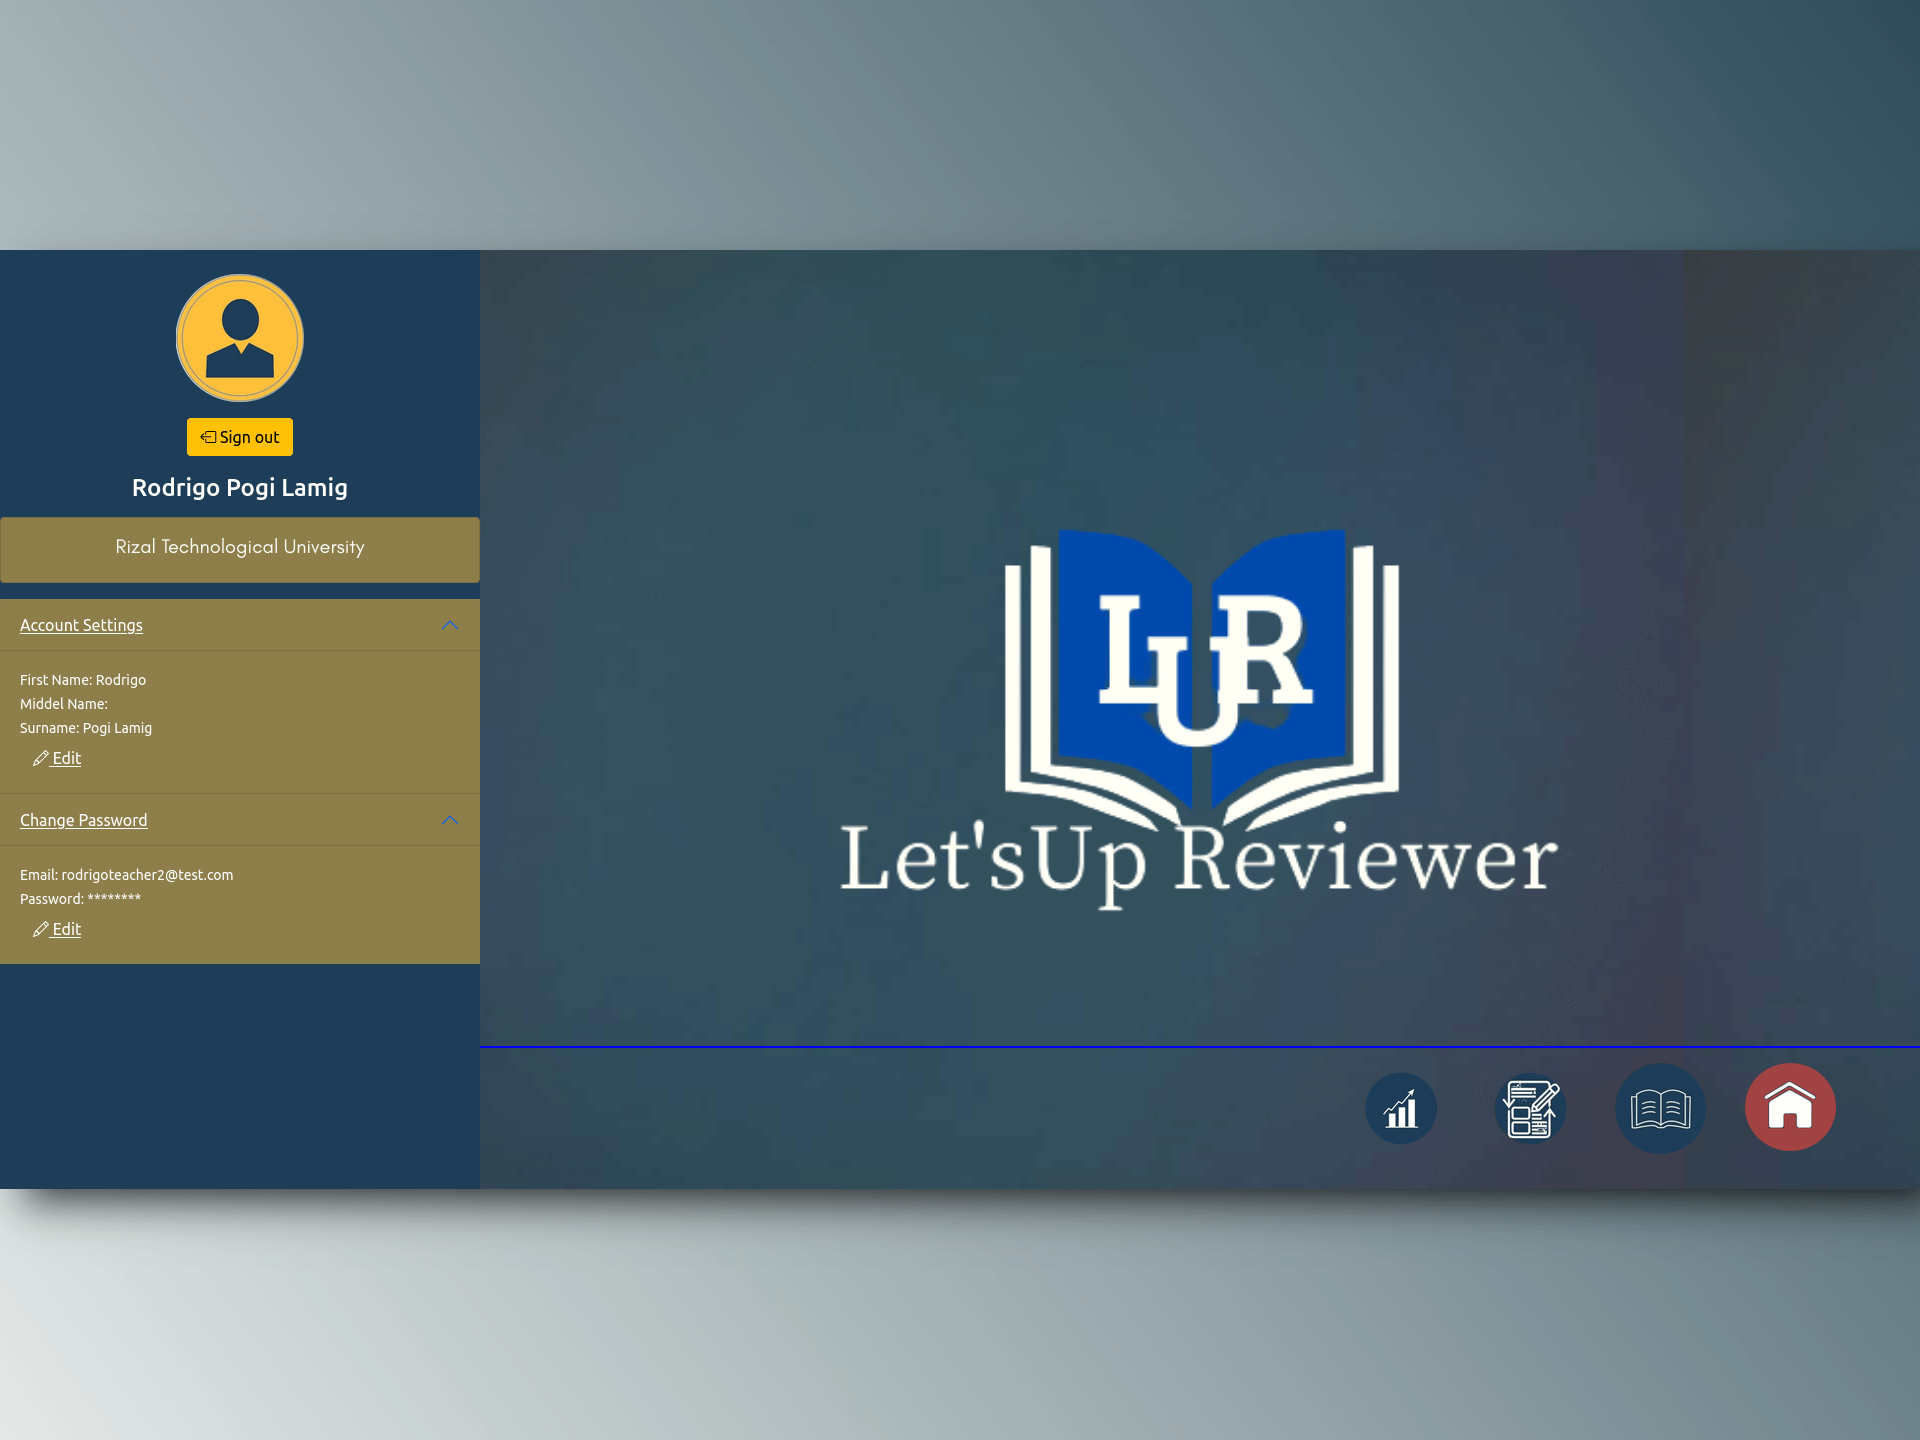 Sign out
Rodrigo Pogi Lamig
Rizal Technological University
Account Settings
First Name: Rodrigo
Middel Name:
Surname: Pogi Lamig
Edit
Change Password
Email: rodrigoteacher2@test.com
Password: ********
Edit
LUR
Let'sUp Reviewer